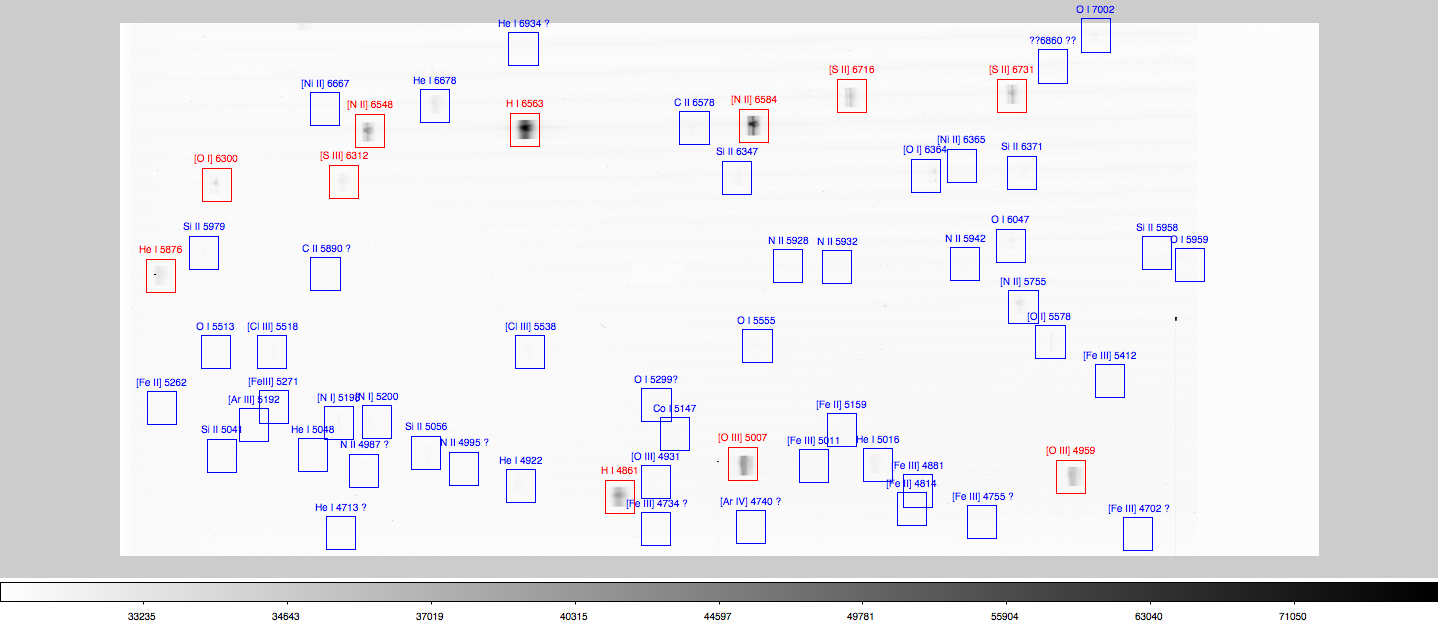 O I 7002
He I 6934 ?
??6860 ??
[S II] 6716
[S II] 6731
[Ni II] 6667
He I 6678
[N II] 6548
H I 6563
C II 6578
[N II] 6584
[Ni II] 6365
Si II 6371
Si II 6347
[O I] 6364
[O I] 6300
[S III] 6312
O I 6047
Si II 5979
Si II 5958
O I 5959
He I 5876
C II 5890 ?
N II 5928
N II 5932
N II 5942
[N II] 5755
[O I] 5578
O I 5513
[Cl III] 5518
[Cl III] 5538
O I 5555
[Fe III] 5412
[Fe II] 5262
[FeIII] 5271
O I 5299?
[Ar III] 5192
[N I] 5198
[N I] 5200
Co I 5147
[Fe II] 5159
Si II 5041
He I 5048
Si II 5056
N II 4987 ?
N II 4995 ?
[O III] 5007
[Fe III] 5011
He I 5016
[O III] 4959
He I 4922
[O III] 4931
[Fe III] 4881
H I 4861
[Fe II] 4814
[Fe III] 4734 ?
[Ar IV] 4740 ?
[Fe III] 4755 ?
He I 4713 ?
[Fe III] 4702 ?
33235 34643 37019 40315 44597 49781 55904 63040 71050